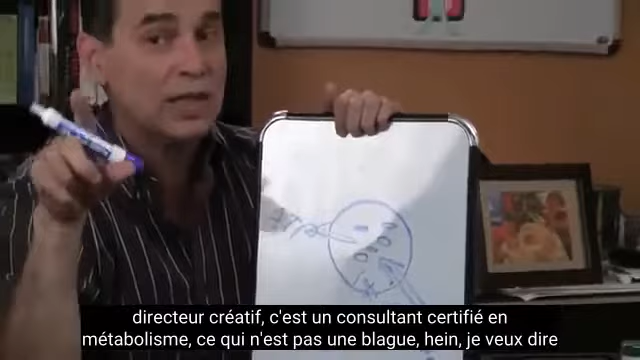 directeur créatif, c'est un consultant certifié en
métabolisme, ce qui n'est pas une blague, hein, je veux dire